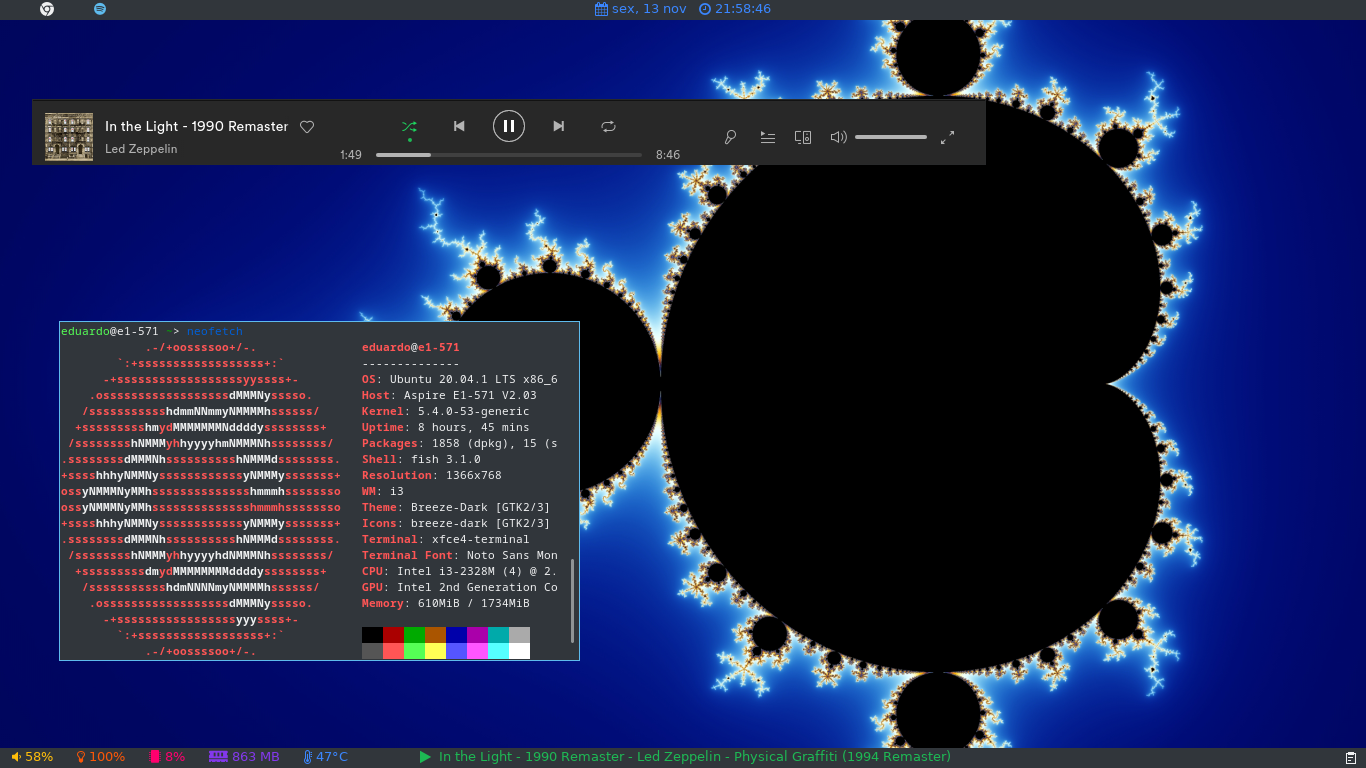 sex, 13 nov 21:58:46
In the Light - 1990 Remaster
Led Zeppelin
1:49 8:46
eduardo@e1-571 ~> neofetch
.-/+oossssoo+/-.
`:+ssssssssssssssssss+:`
-+ssssssssssssssssssyyssss+-
.ossssssssssssssssssdMMMNysssso.
/ssssssssssshdmmNNmmyNMMMMhssssss/
+ssssssssshmydMMMMMMMNddddyssssssss+
/sssssssshNMMMyhhyyyyhmNMMMNhssssssss/
.ssssssssdMMMNhsssssssssshNMMMdssssssss.
+sssshhhyNMMNyssssssssssssyNMMMysssssss+
ossyNMMMNyMMhsssssssssssssshmmmhssssssso
ossyNMMMNyMMhsssssssssssssshmmmhssssssso
+sssshhhyNMMNyssssssssssssyNMMMysssssss+
.ssssssssdMMMNhsssssssssshNMMMdssssssss.
/sssssssshNMMMyhhyyyyhdNMMMNhssssssss/
+sssssssssdmydMMMMMMMMddddyssssssss+
/ssssssssssshdmNNNNmyNMMMMhssssss/
.ossssssssssssssssssdMMMNysssso.
-+sssssssssssssssssyyyssss+-
`:+ssssssssssssssssss+:`
.-/+oossssoo+/-.
eduardo@e1-571
--------------
OS: Ubuntu 20.04.1 LTS x86_6
Host: Aspire E1-571 V2.03
Kernel: 5.4.0-53-generic
Uptime: 8 hours, 45 mins
Packages: 1858 (dpkg), 15 (s
Shell: fish 3.1.0
Resolution: 1366x768
WM: i3
Theme: Breeze-Dark [GTK2/3]
Icons: breeze-dark [GTK2/3]
Terminal: xfce4-terminal
Terminal Font: Noto Sans Mon
CPU: Intel i3-2328M (4) @ 2.
GPU: Intel 2nd Generation Co
Memory: 610MiB / 1734MiB
58% 100% 8% 863 MB 47°C In the Light - 1990 Remaster - Led Zeppelin - Physical Graffiti (1994 Remaster)